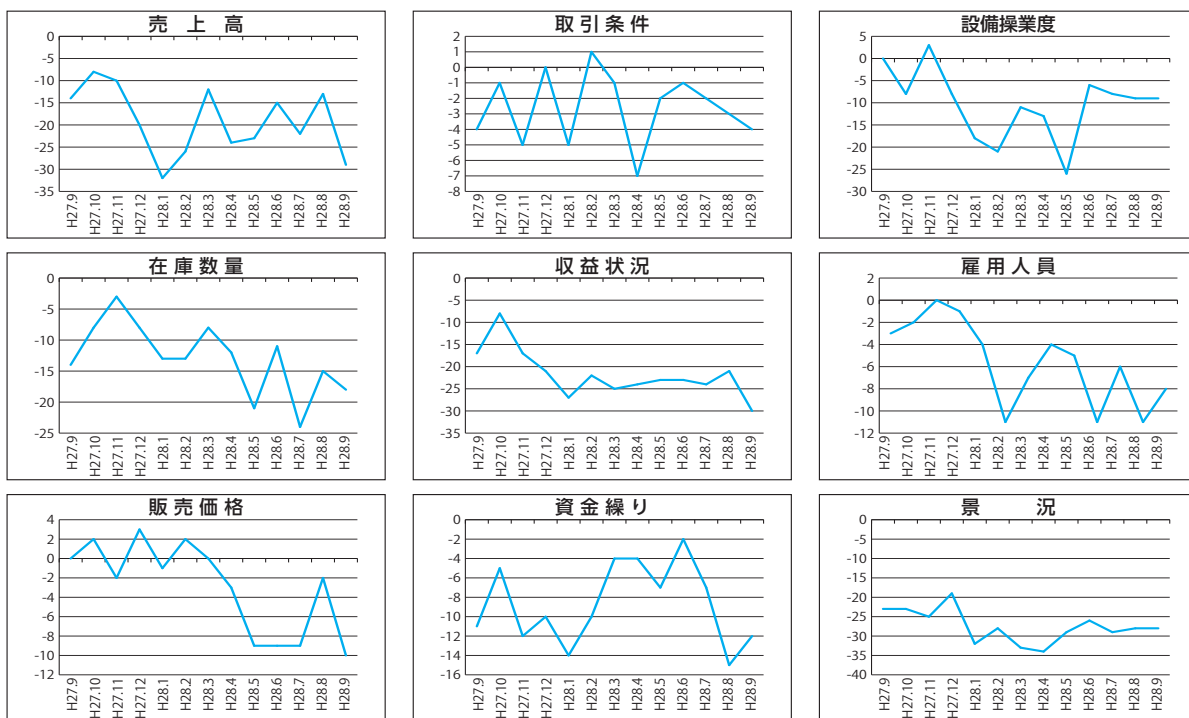 売上高
0
-5
-10
-15
-20
-25
-30
-35
H27.9
H27.10
H27.11
H27.12
H28.1
H28.2
H28.3
H28.4
H28.5
H28.6
H28.7
H28.8
H28.9
取引条件
2
1
0
-1
-2
-3
-4
-5
-6
-7
-8
H27.9
H27.10
H27.11
H27.12
H28.1
H28.2
H28.3
H28.4
H28.5
H28.6
H28.7
H28.8
H28.9
設備操業度
5
0
-5
-10
-15
-20
-25
-30
H27.9
H27.10
H27.11
H27.12
H28.1
H28.2
H28.3
H28.4
H28.5
H28.6
H28.7
H28.8
H28.9
在庫数量
0
-5
-10
-15
-20
-25
H27.9
H27.10
H27.11
H27.12
H28.1
H28.2
H28.3
H28.4
H28.5
H28.6
H28.7
H28.8
H28.9
収益状況
0
-5
-10
-15
-20
-25
-30
-35
H27.9
H27.10
H27.11
H27.12
H28.1
H28.2
H28.3
H28.4
H28.5
H28.6
H28.7
H28.8
H28.9
雇用人員
2
0
-2
-4
-6
-8
-10
-12
H27.9
H27.10
H27.11
H27.12
H28.1
H28.2
H28.3
H28.4
H28.5
H28.6
H28.7
H28.8
H28.9
販売価格
4
2
0
-2
-4
-6
-8
-10
-12
H27.9
H27.10
H27.11
H27.12
H28.1
H28.2
H28.3
H28.4
H28.5
H28.6
H28.7
H28.8
H28.9
資金繰り
0
-2
-4
-6
-8
-10
-12
-14
-16
H27.9
H27.10
H27.11
H27.12
H28.1
H28.2
H28.3
H28.4
H28.5
H28.6
H28.7
H28.8
H28.9
景況
0
-5
-10
-15
-20
-25
-30
-35
-40
H27.9
H27.10
H27.11
H27.12
H28.1
H28.2
H28.3
H28.4
H28.5
H28.6
H28.7
H28.8
H28.9